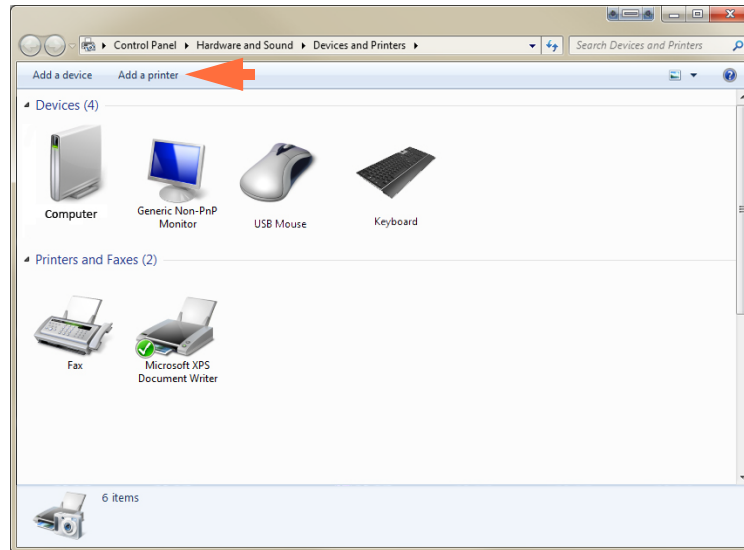 Control Panel Hardware and Sound Devices and Printers Search Devices and Printers
Add a device Add a printer
Devices (4)
Computer
Generic Non-PnP
Monitor
USB Mouse
Keyboard
Printers and Faxes (2)
Fax
Microsoft XPS
Document Writer
6 items